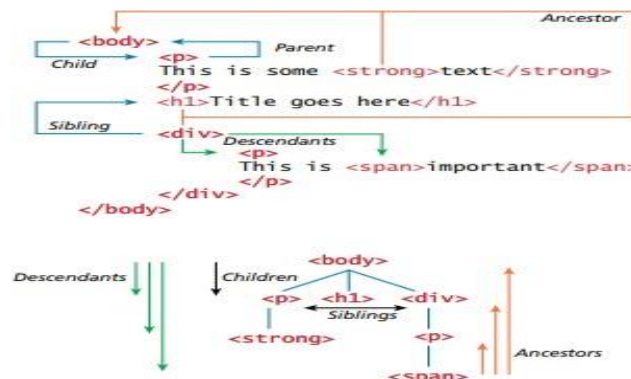 Ancestor
<body>
Parent
<p>
Child
This is some <strong>text</strong>
</p>
<h1>Title goes here</h1>
Sibling
<div>
Descendants
<p>
This is <span>important</span>
</p>
</div>
</body>
<body>
Descendants
Children
<p> <h1> <div>
Siblings
<strong>
<p>
Ancestors
<span>